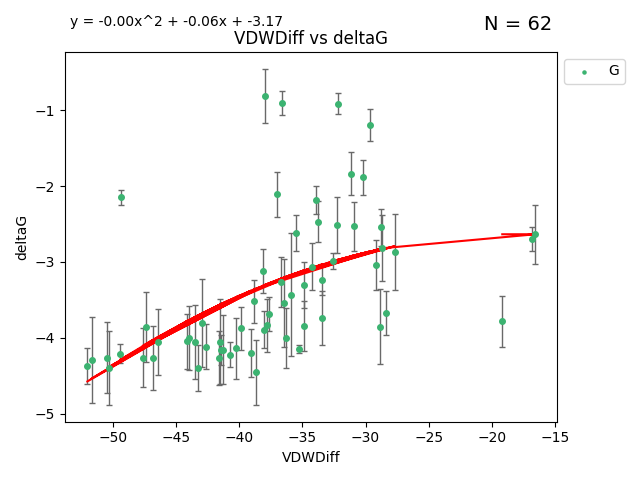 y = -0.00x^2 + -0.06x + -3.17
N = 62
VDWDiff vs deltaG
G
deltaG
−1
−2
−3
−4
−5
−50
−45
−40
−35
−30
−25
−20
−15
VDWDiff